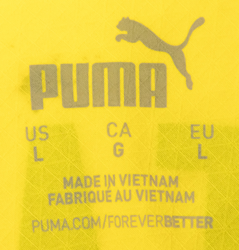 PUMA
US CA EU
L G L
MADE IN VIETNAM
FABRIQUÉ AU VIETNAM
PUMA.COM/FOREVERBETTER